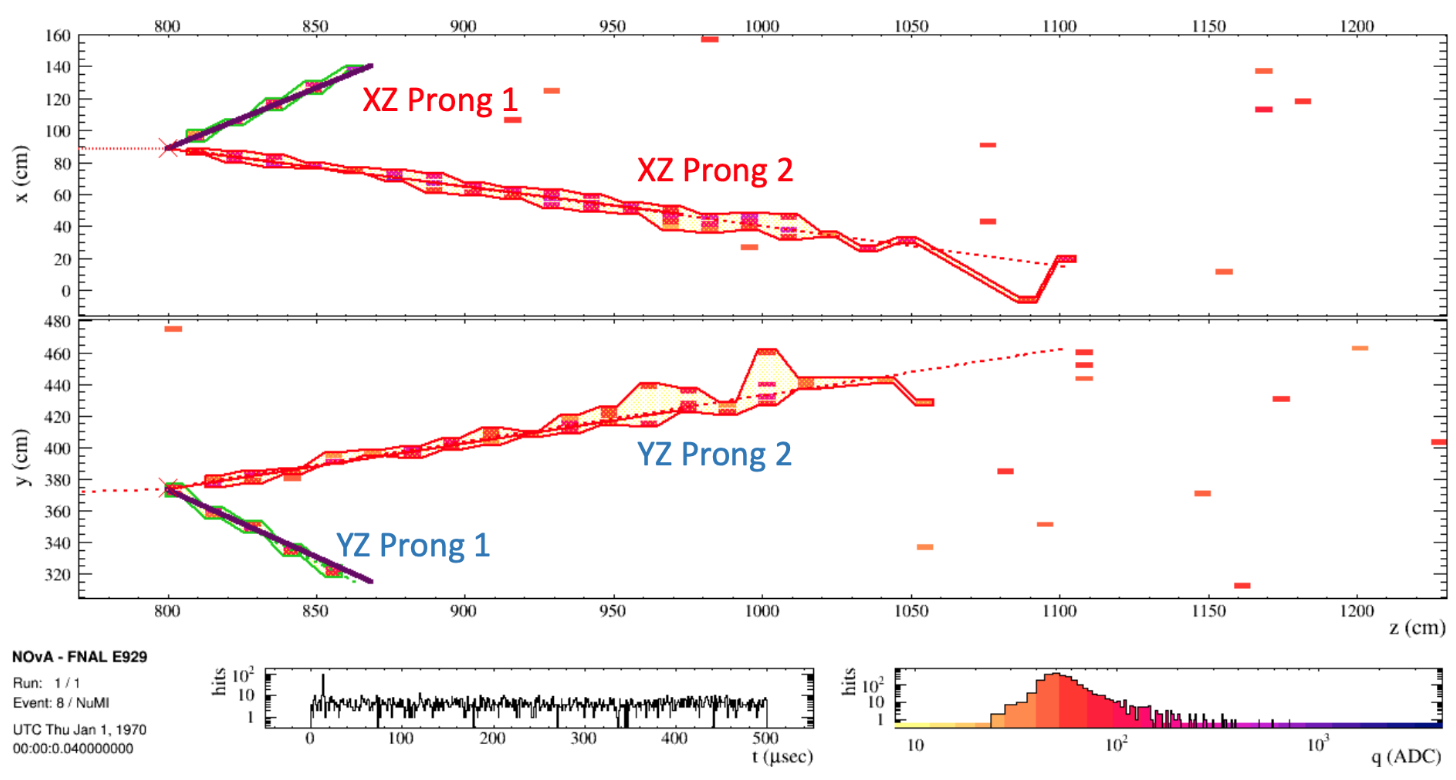 800 850 900 950 1000 1050 1100 1150 1200
160
140
120
100
80
60
40
20
0
x (cm)
XZ Prong 1
XZ Prong 2
480
460
440
420
400
380
360
340
320
y (cm)
YZ Prong 2
YZ Prong 1
800 850 900 950 1000 1050 1100 1150 1200
z (cm)
NOvA - FNAL E929
Run: 1 / 1
Event: 8 / NuMI
UTC Thu Jan 1, 1970
00:00:0.040000000
hits
10²
10
1
0 100 200 300 400 500
t (μsec)
hits
10²
10
1
10 10² 10³
q (ADC)